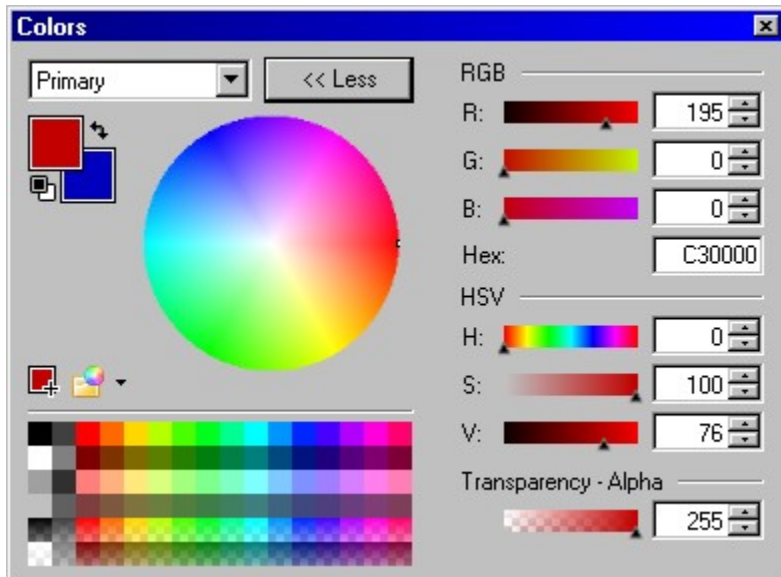 Colors
Primary
<< Less
RGB
R: 195
G: 0
B: 0
Hex: C30000
HSV
H: 0
S: 100
V: 76
Transparency - Alpha
255